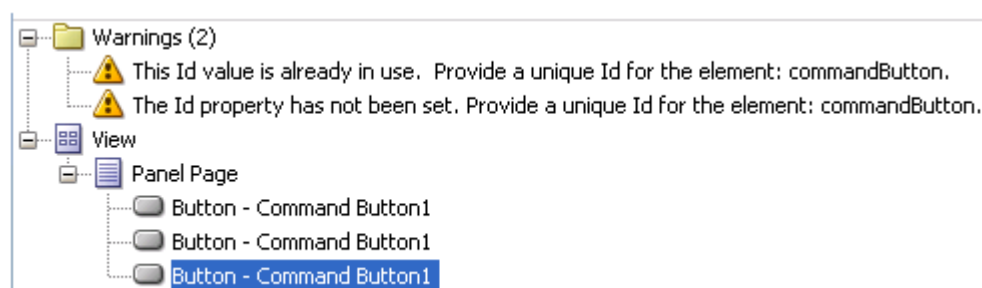 Warnings (2)
This Id value is already in use.  Provide a unique Id for the element: commandButton.
The Id property has not been set. Provide a unique Id for the element: commandButton.
View
Panel Page
Button - Command Button1
Button - Command Button1
Button - Command Button1